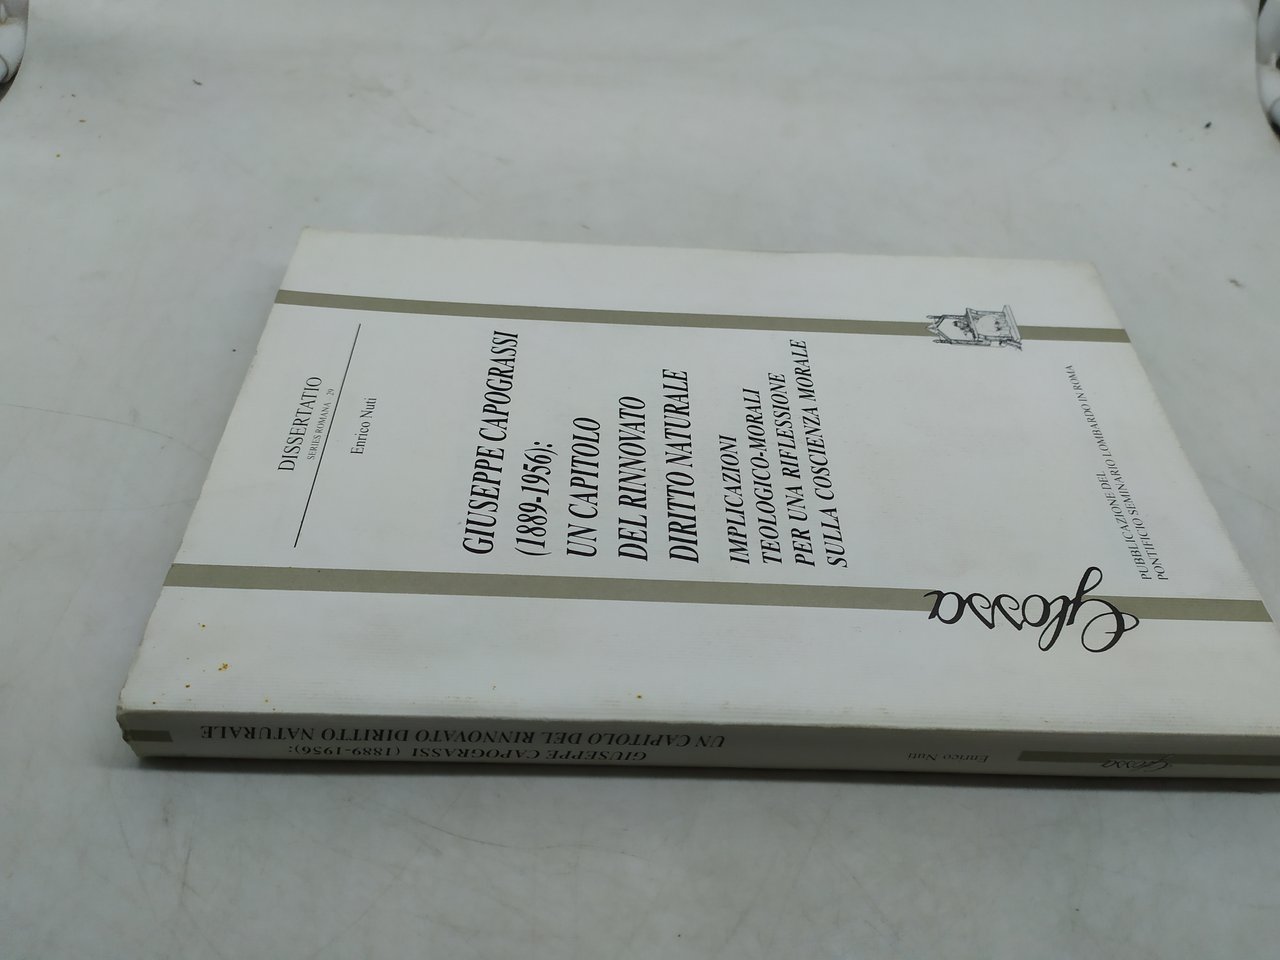 DISSERTATIO
SERIES ROMANA 29
Enrico Nuti
GIUSEPPE CAPOGRASSI
(1889-1956):
UN CAPITOLO
DEL RINNOVATO
DIRITTO NATURALE
IMPLICAZIONI
TEOLOGICO-MORALI
PER UNA RIFLESSIONE
SULLA COSCIENZA MORALE
PUBBLICAZIONE DEL
PONTIFICIO SEMINARIO LOMBARDO IN ROMA
Glossa
GIUSEPPE CAPOGRASSI (1889-1956):
UN CAPITOLO DEL RINNOVATO DIRITTO NATURALE
Enrico Nuti
Glossa